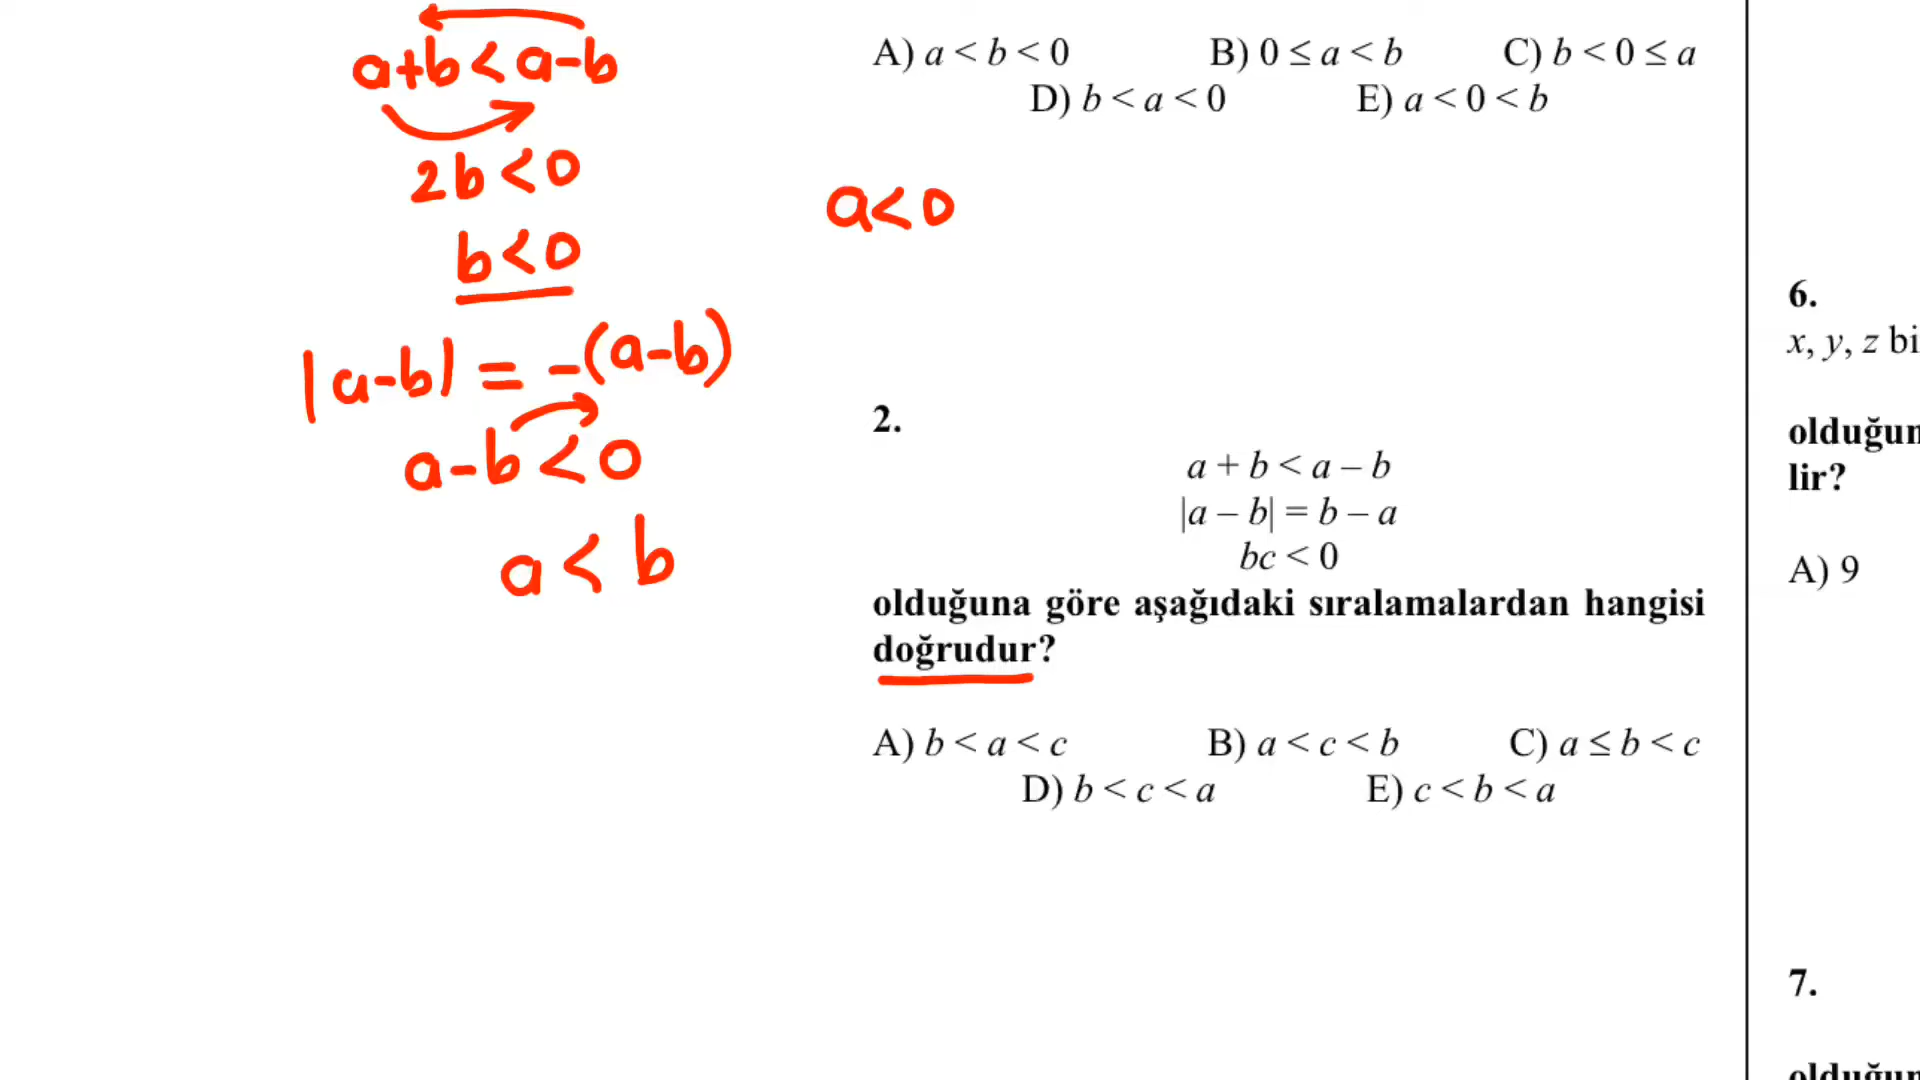 a+b<a-b
2b<0
b<0
|a-b| = -(a-b)
a-b<0
a<b
A) a < b < 0 B) 0 ≤ a < b C) b < 0 ≤ a
D) b < a < 0 E) a < 0 < b
a<0
2.
a + b < a – b
|a – b| = b – a
bc < 0
olduğuna göre aşağıdaki sıralamalardan hangisi
doğrudur?
A) b < a < c B) a < c < b C) a ≤ b < c
D) b < c < a E) c < b < a
6.
x, y, z bi
olduğun
lir?
A) 9
7.
olduğun